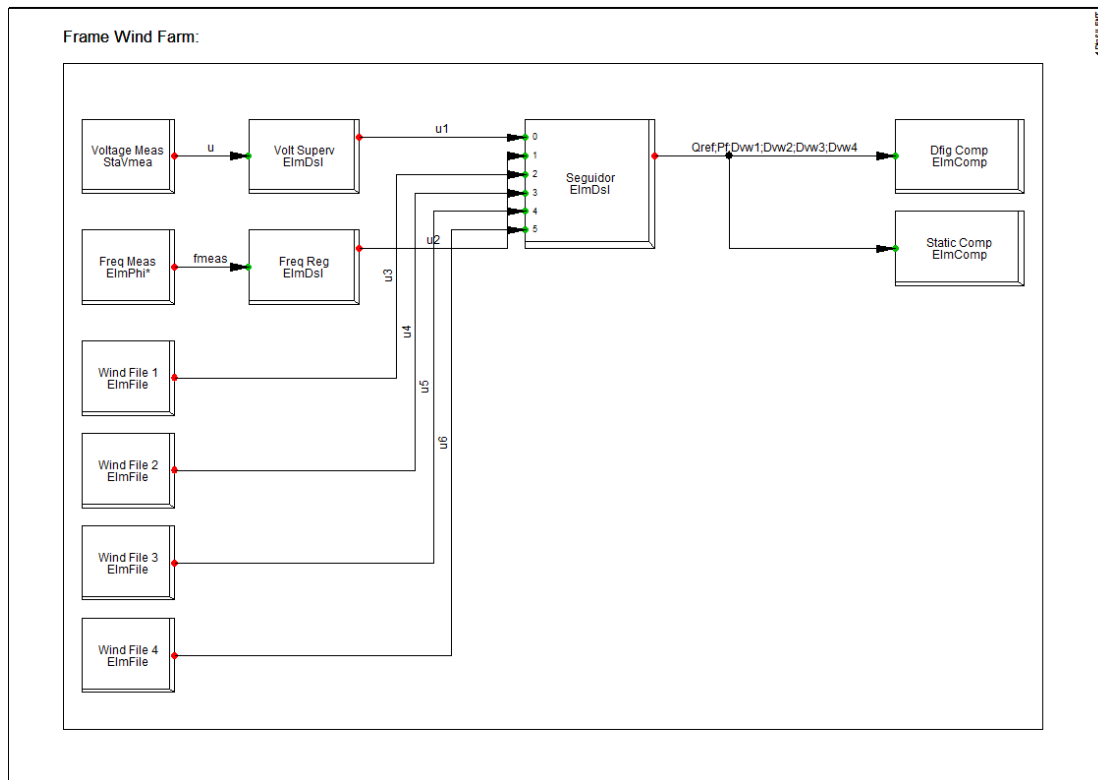 Frame Wind Farm:
DIgSILENT
Voltage Meas
StaVmea
u
Volt Superv
ElmDsl
u1
0
1
2
3
4
5
Seguidor
ElmDsl
Qref;Pf;Dvw1;Dvw2;Dvw3;Dvw4
Dfig Comp
ElmComp
Static Comp
ElmComp
Freq Meas
ElmPhi*
fmeas
Freq Reg
ElmDsl
u2
u3
u4
u5
u6
Wind File 1
ElmFile
Wind File 2
ElmFile
Wind File 3
ElmFile
Wind File 4
ElmFile